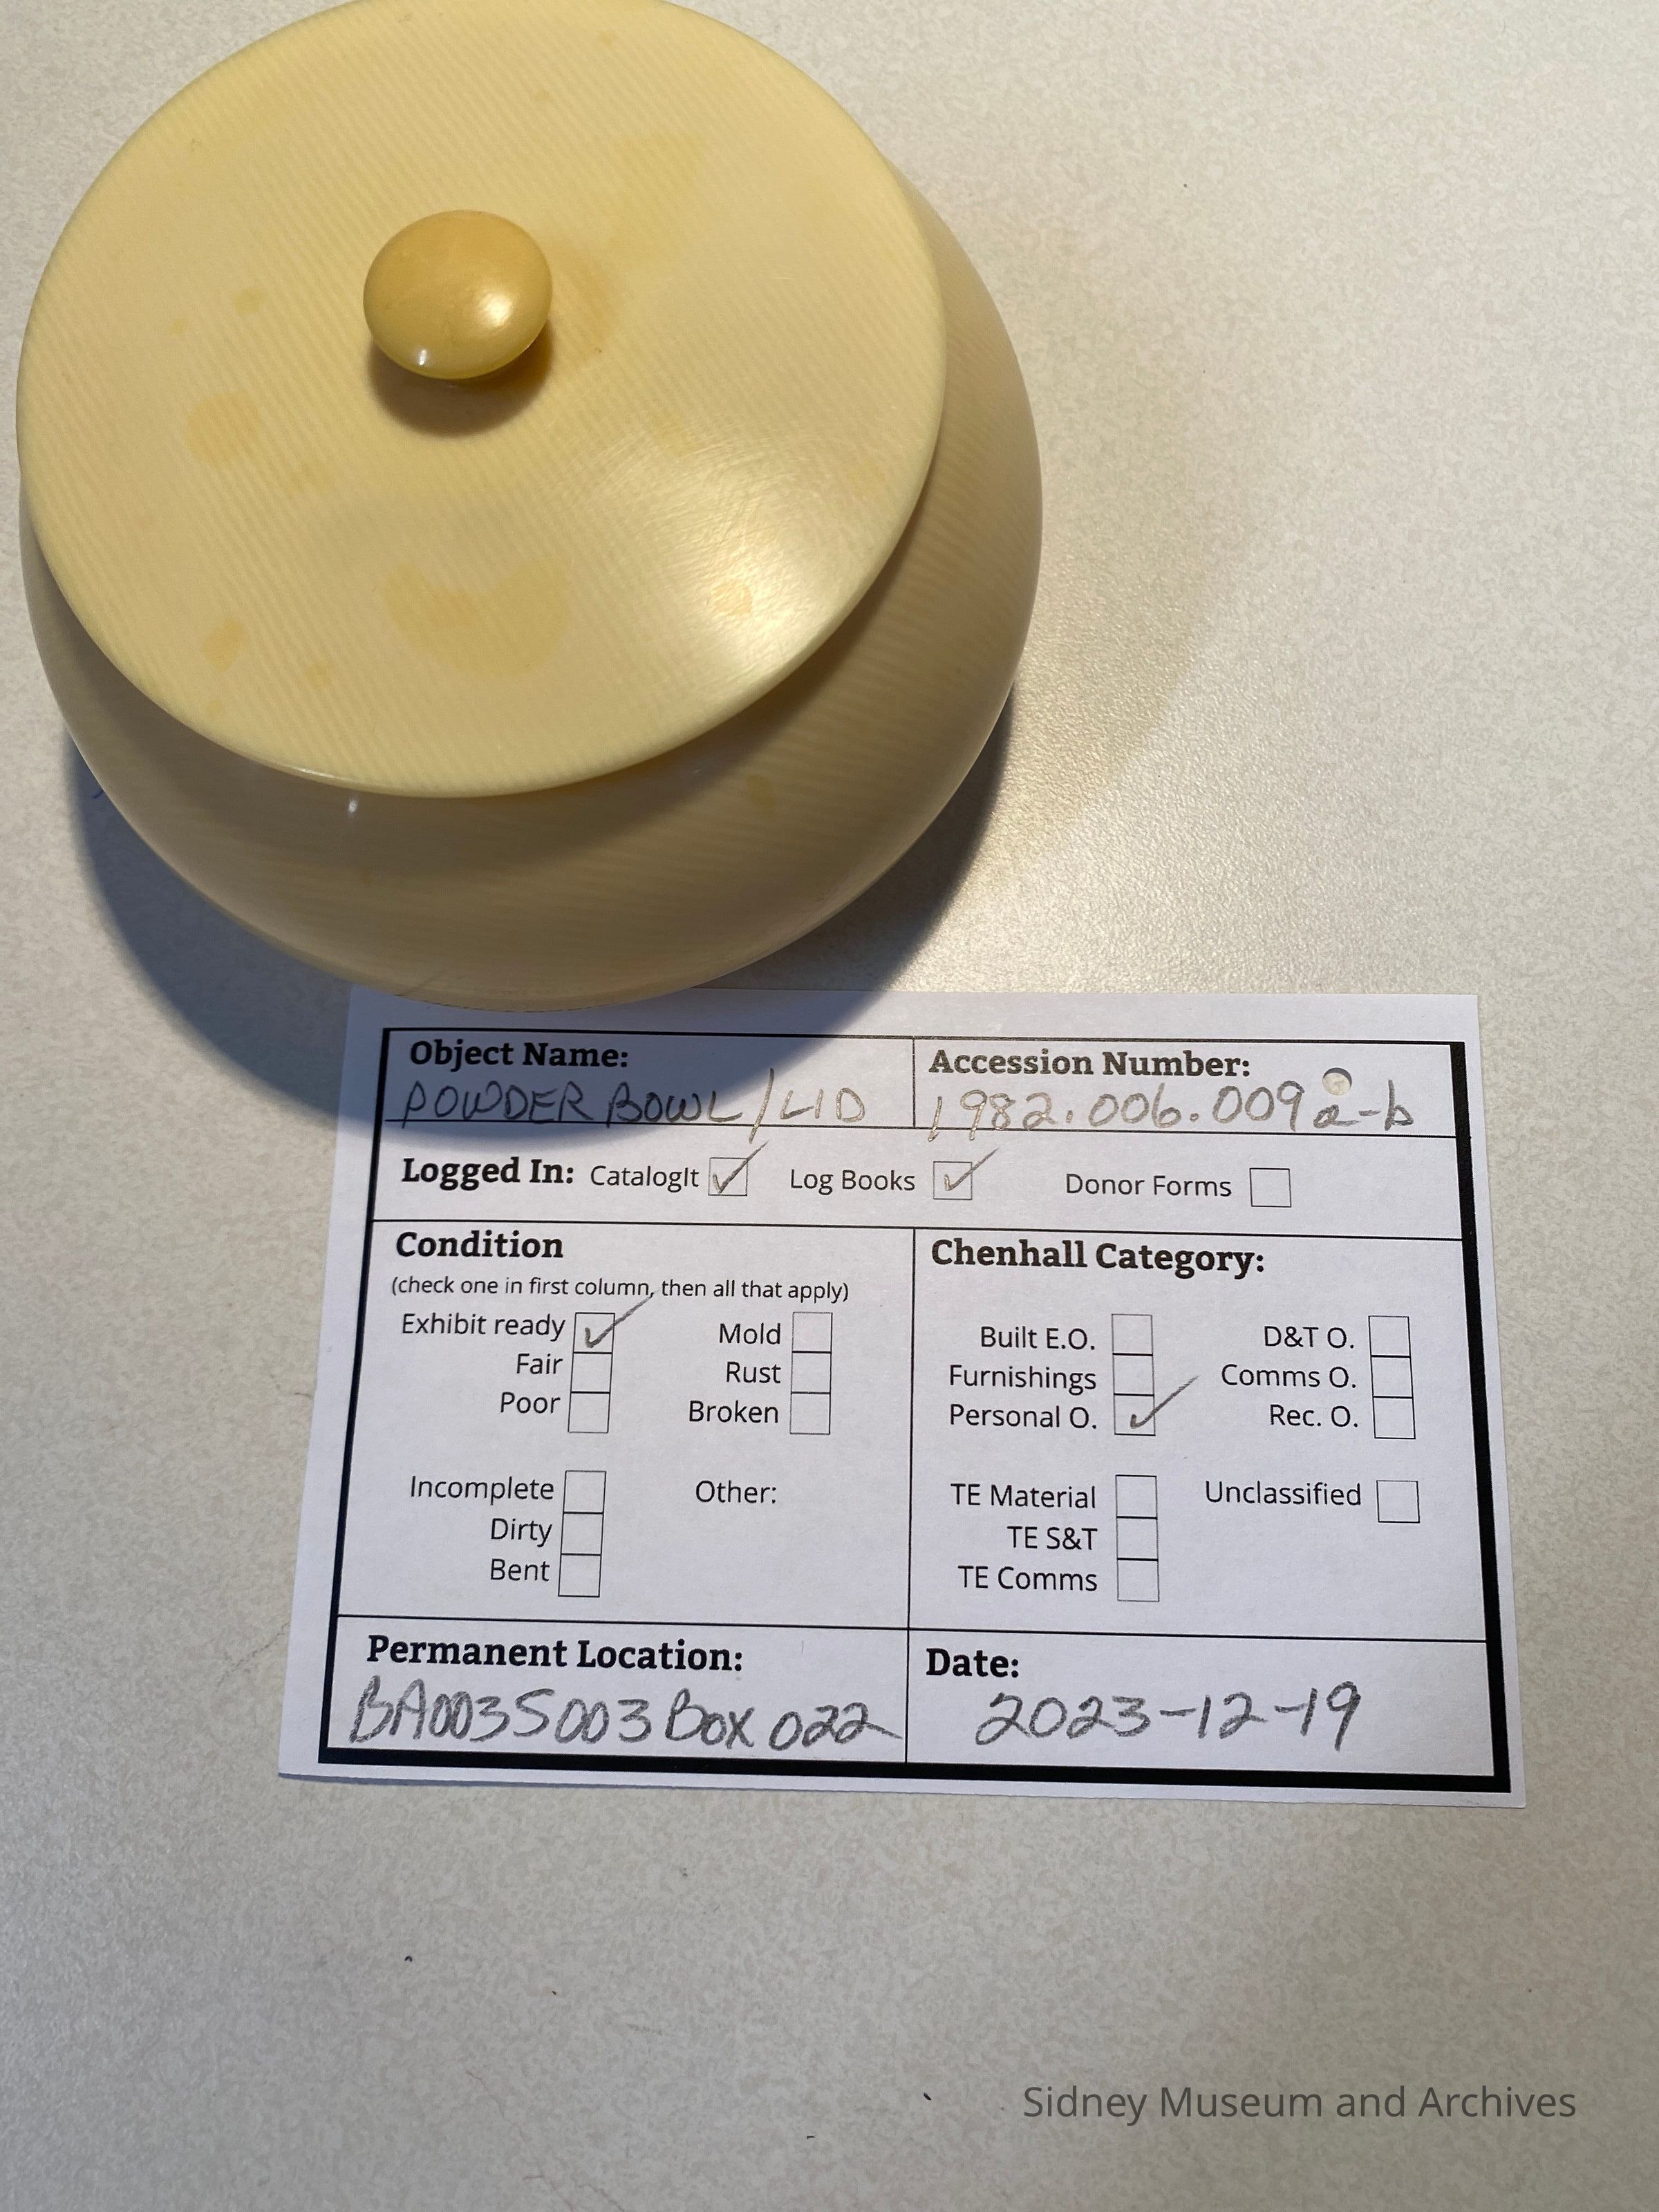 Object Name:
POWDER BOWL/LID
Accession Number:
1982.006.009 a-b
Logged In: CatalogIt Log Books Donor Forms
Condition
(check one in first column, then all that apply)
Exhibit ready Mold
Fair Rust
Poor Broken
Incomplete Other:
Dirty
Bent
Chenhall Category:
Built E.O. D&T O.
Furnishings Comms O.
Personal O. Rec. O.
TE Material Unclassified
TE S&T
TE Comms
Permanent Location:
BA003S003 Box 022
Date:
2023-12-19
Sidney Museum and Archives